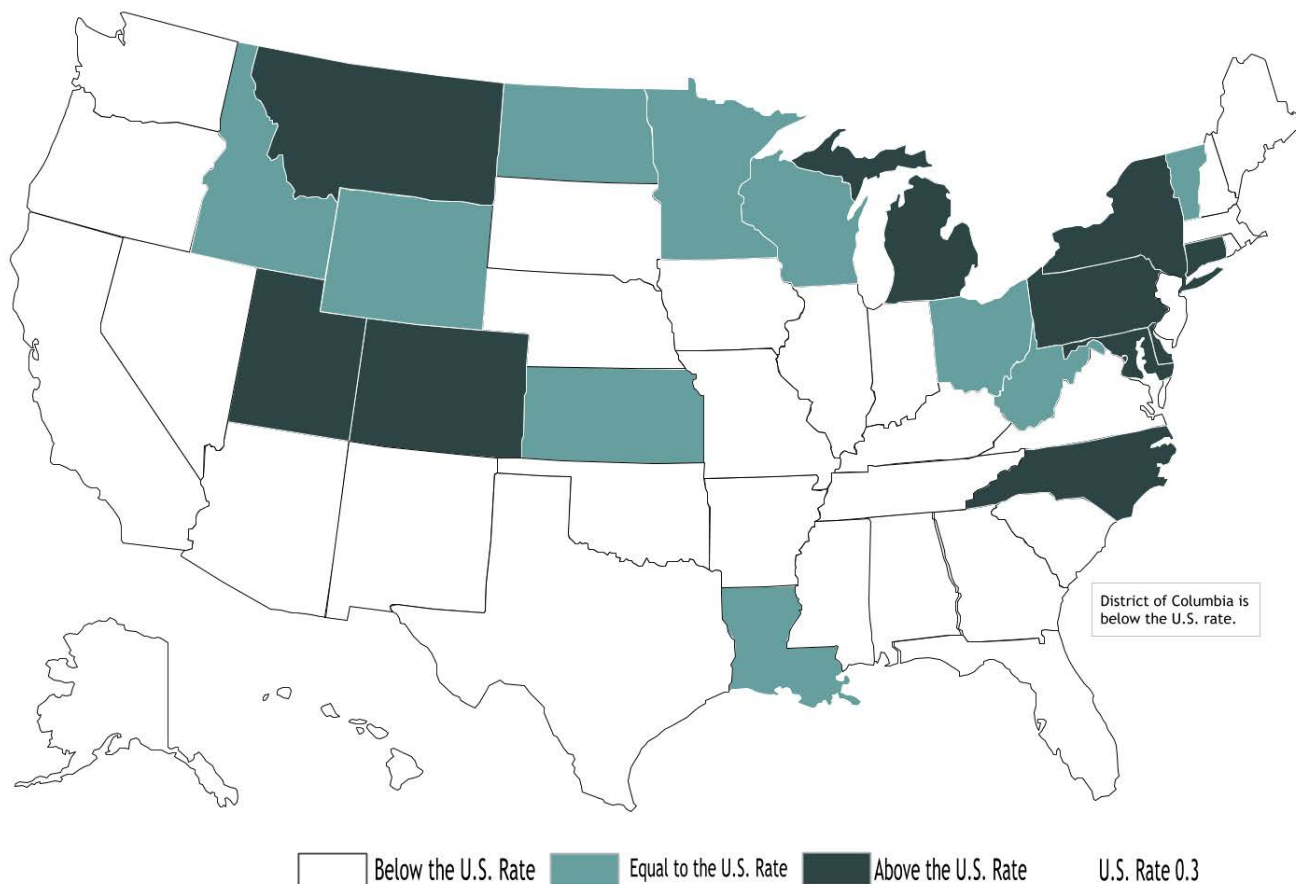 District of Columbia is
below the U.S. rate.
Below the U.S. Rate Equal to the U.S. Rate Above the U.S. Rate U.S. Rate 0.3